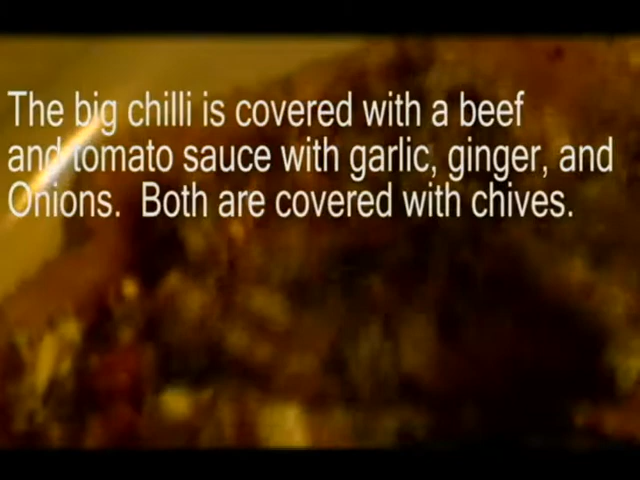 The big chilli is covered with a beef
and tomato sauce with garlic, ginger, and
Onions.  Both are covered with chives.